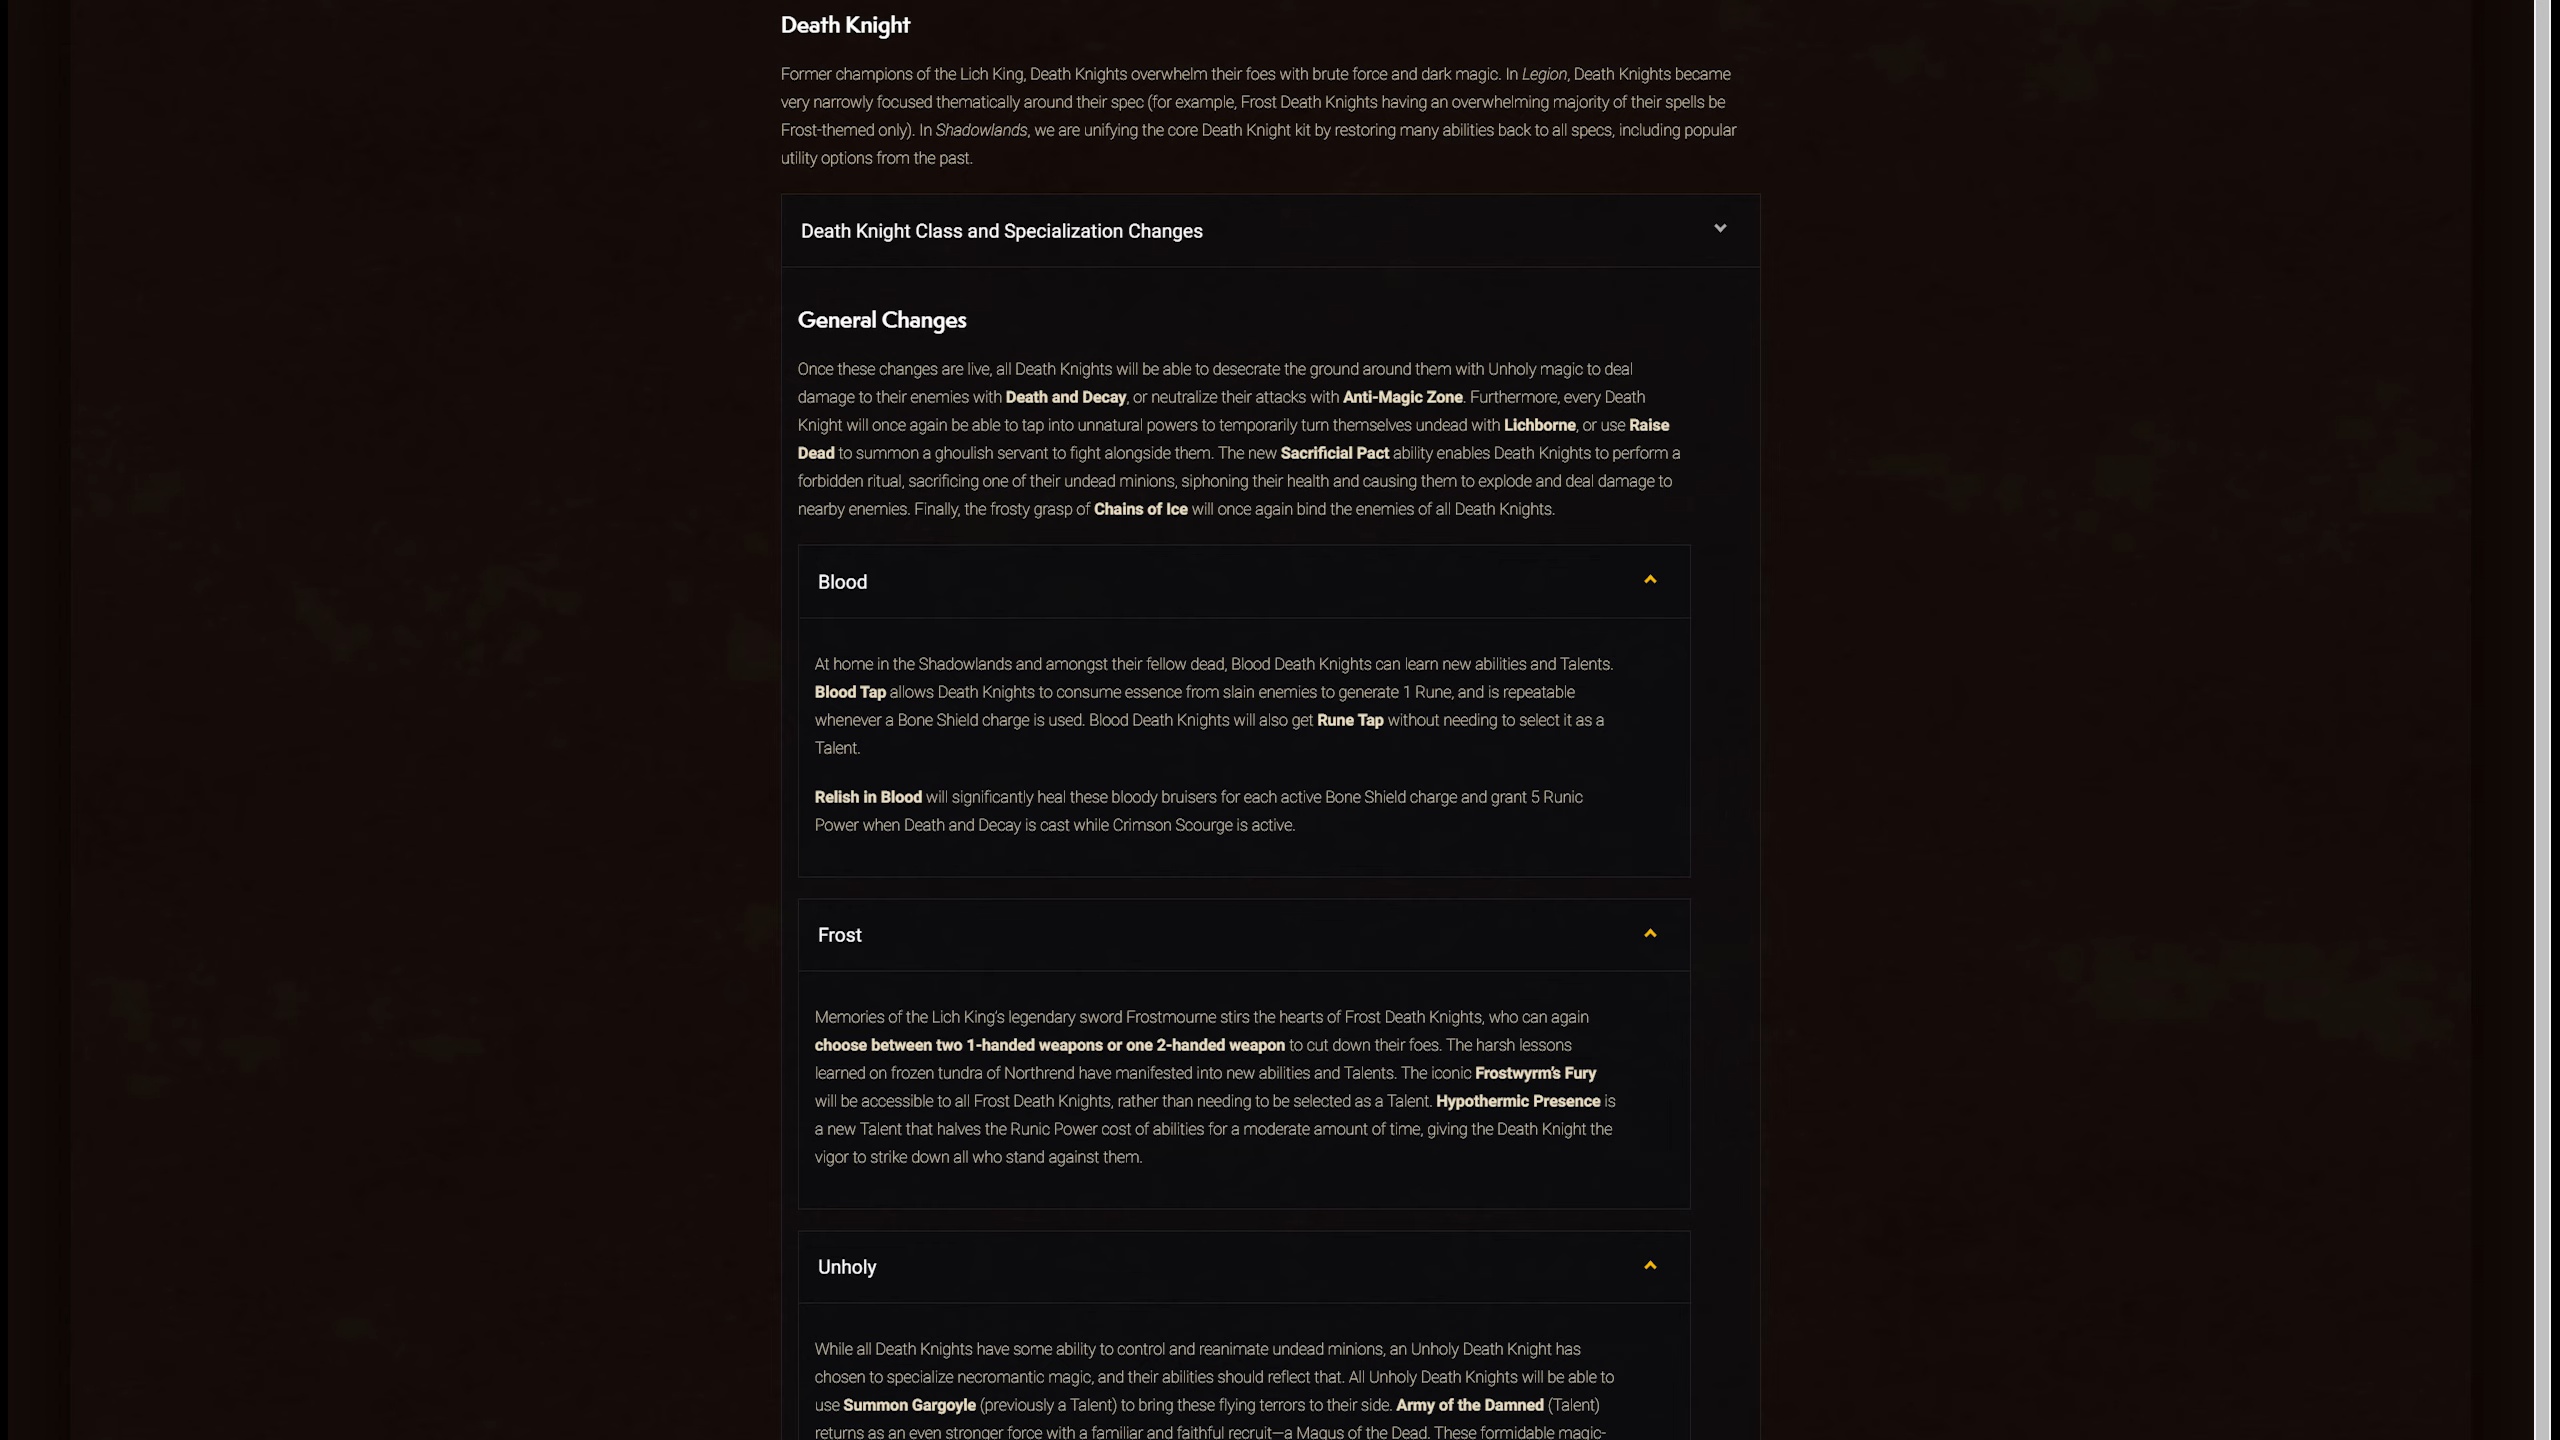 Death Knight
Former champions of the Lich King, Death Knights overwhelm their foes with brute force and dark magic. In Legion, Death Knights became
very narrowly focused thematically around their spec (for example, Frost Death Knights having an overwhelming majority of their spells be
Frost-themed only). In Shadowlands, we are unifying the core Death Knight kit by restoring many abilities back to all specs, including popular
utility options from the past.
Death Knight Class and Specialization Changes
General Changes
Once these changes are live, all Death Knights will be able to desecrate the ground around them with Unholy magic to deal
damage to their enemies with Death and Decay, or neutralize their attacks with Anti-Magic Zone. Furthermore, every Death
Knight will once again be able to tap into unnatural powers to temporarily turn themselves undead with Lichborne, or use Raise
Dead to summon a ghoulish servant to fight alongside them. The new Sacrificial Pact ability enables Death Knights to perform a
forbidden ritual, sacrificing one of their undead minions, siphoning their health and causing them to explode and deal damage to
nearby enemies. Finally, the frosty grasp of Chains of Ice will once again bind the enemies of all Death Knights.
Blood
At home in the Shadowlands and amongst their fellow dead, Blood Death Knights can learn new abilities and Talents.
Blood Tap allows Death Knights to consume essence from slain enemies to generate 1 Rune, and is repeatable
whenever a Bone Shield charge is used. Blood Death Knights will also get Rune Tap without needing to select it as a
Talent.
Relish in Blood will significantly heal these bloody bruisers for each active Bone Shield charge and grant 5 Runic
Power when Death and Decay is cast while Crimson Scourge is active.
Frost
Memories of the Lich King's legendary sword Frostmourne stirs the hearts of Frost Death Knights, who can again
choose between two 1-handed weapons or one 2-handed weapon to cut down their foes. The harsh lessons
learned on frozen tundra of Northrend have manifested into new abilities and Talents. The iconic Frostwyrm's Fury
will be accessible to all Frost Death Knights, rather than needing to be selected as a Talent. Hypothermic Presence is
a new Talent that halves the Runic Power cost of abilities for a moderate amount of time, giving the Death Knight the
vigor to strike down all who stand against them.
Unholy
While all Death Knights have some ability to control and reanimate undead minions, an Unholy Death Knight has
chosen to specialize necromantic magic, and their abilities should reflect that. All Unholy Death Knights will be able to
use Summon Gargoyle (previously a Talent) to bring these flying terrors to their side. Army of the Damned (Talent)
returns as an even stronger force with a familiar and faithful recruit—a Magus of the Dead. These formidable magic-